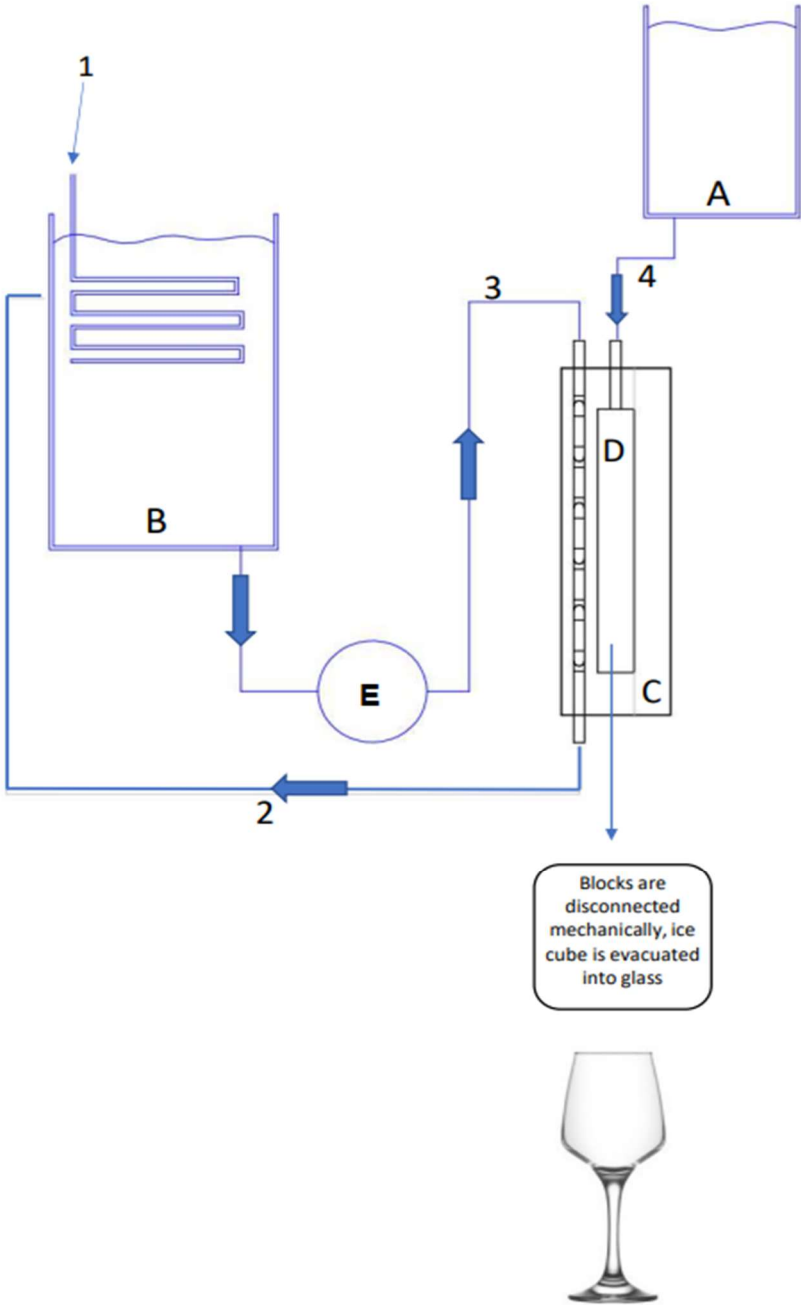 1
A
4
3
D
B
E
C
2
Blocks are
disconnected
mechanically, ice
cube is evacuated
into glass